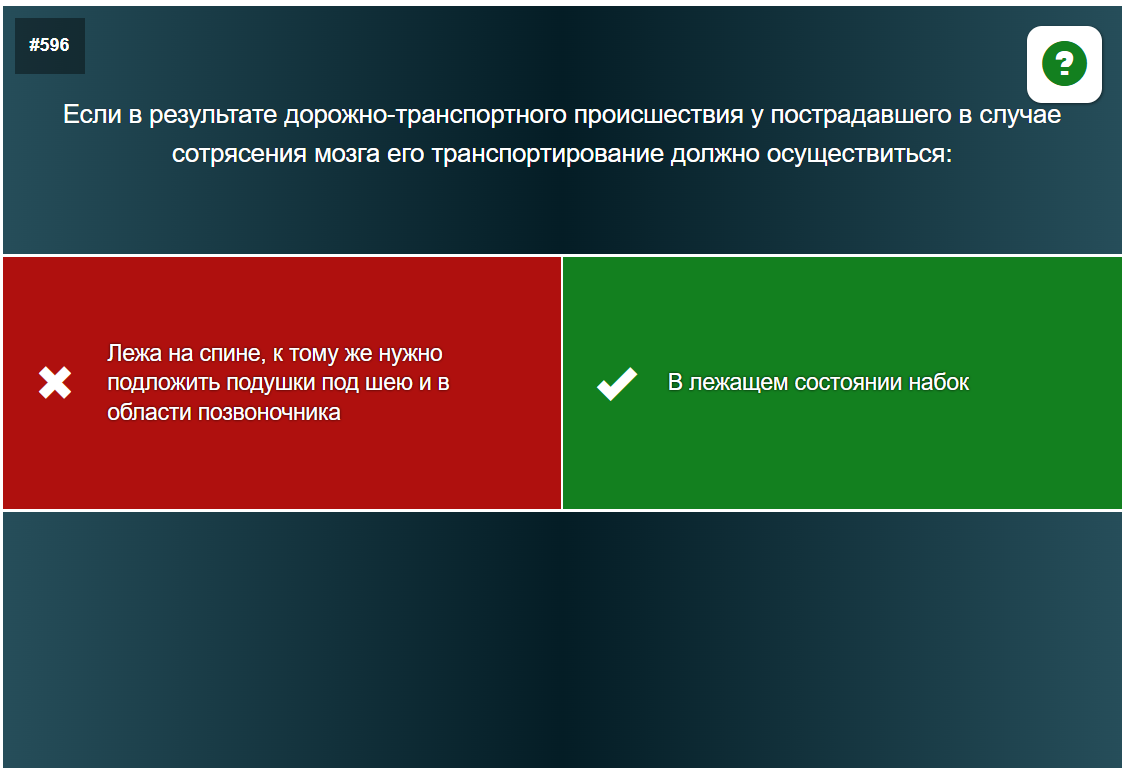 #596
?
Если в результате дорожно-транспортного происшествия у пострадавшего в случае
сотрясения мозга его транспортирование должно осуществиться:
Лежа на спине, к тому же нужно
подложить подушки под шею и в
области позвоночника
В лежащем состоянии набок